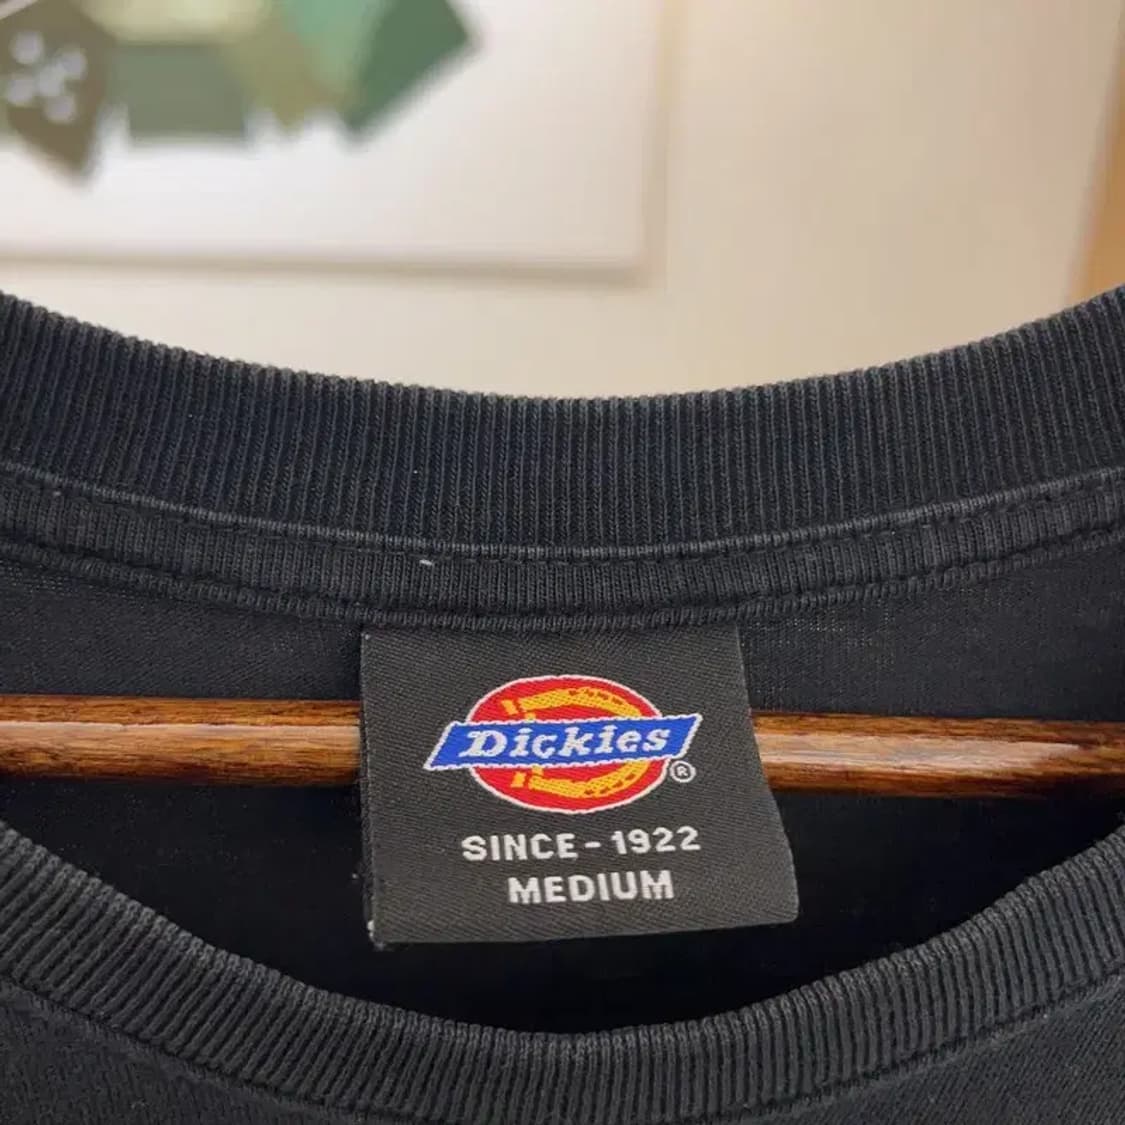 Dickies
®
SINCE - 1922
MEDIUM